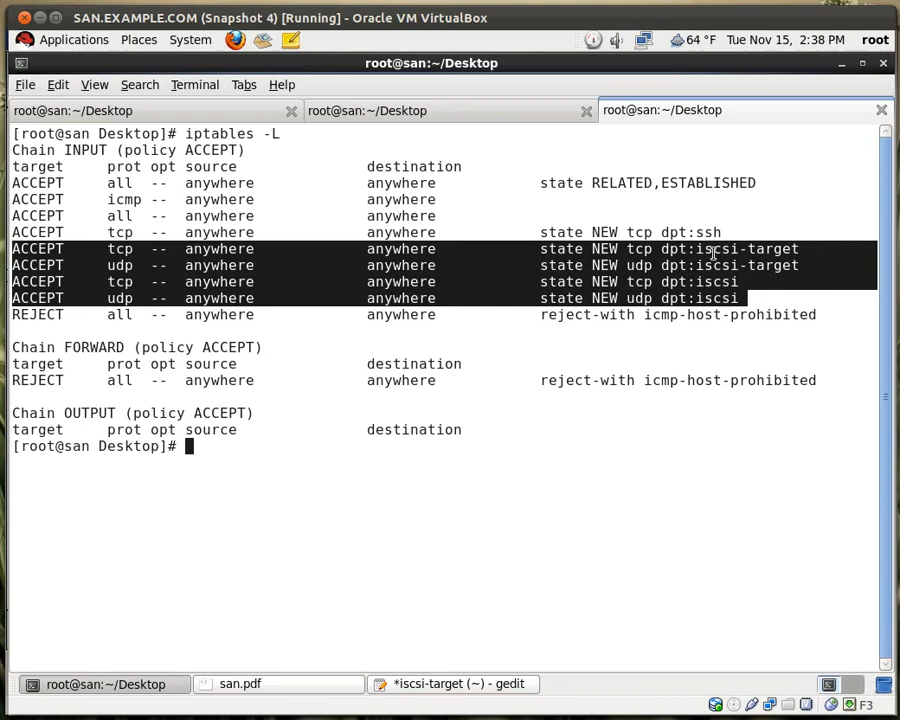 SAN.EXAMPLE.COM (Snapshot 4) [Running] - Oracle VM VirtualBox
Applications Places System 64 °F Tue Nov 15, 2:38 PM root
root@san:~/Desktop
File Edit View Search Terminal Tabs Help
root@san:~/Desktop root@san:~/Desktop root@san:~/Desktop
[root@san Desktop]# iptables -L
Chain INPUT (policy ACCEPT)
target prot opt source destination
ACCEPT all -- anywhere anywhere state RELATED,ESTABLISHED
ACCEPT icmp -- anywhere anywhere
ACCEPT all -- anywhere anywhere
ACCEPT tcp -- anywhere anywhere state NEW tcp dpt:ssh
ACCEPT tcp -- anywhere anywhere state NEW tcp dpt:iscsi-target
ACCEPT udp -- anywhere anywhere state NEW udp dpt:iscsi-target
ACCEPT tcp -- anywhere anywhere state NEW tcp dpt:iscsi
ACCEPT udp -- anywhere anywhere state NEW udp dpt:iscsi
REJECT all -- anywhere anywhere reject-with icmp-host-prohibited
Chain FORWARD (policy ACCEPT)
target prot opt source destination
REJECT all -- anywhere anywhere reject-with icmp-host-prohibited
Chain OUTPUT (policy ACCEPT)
target prot opt source destination
[root@san Desktop]#
root@san:~/Desktop san.pdf *iscsi-target (~) - gedit
F3